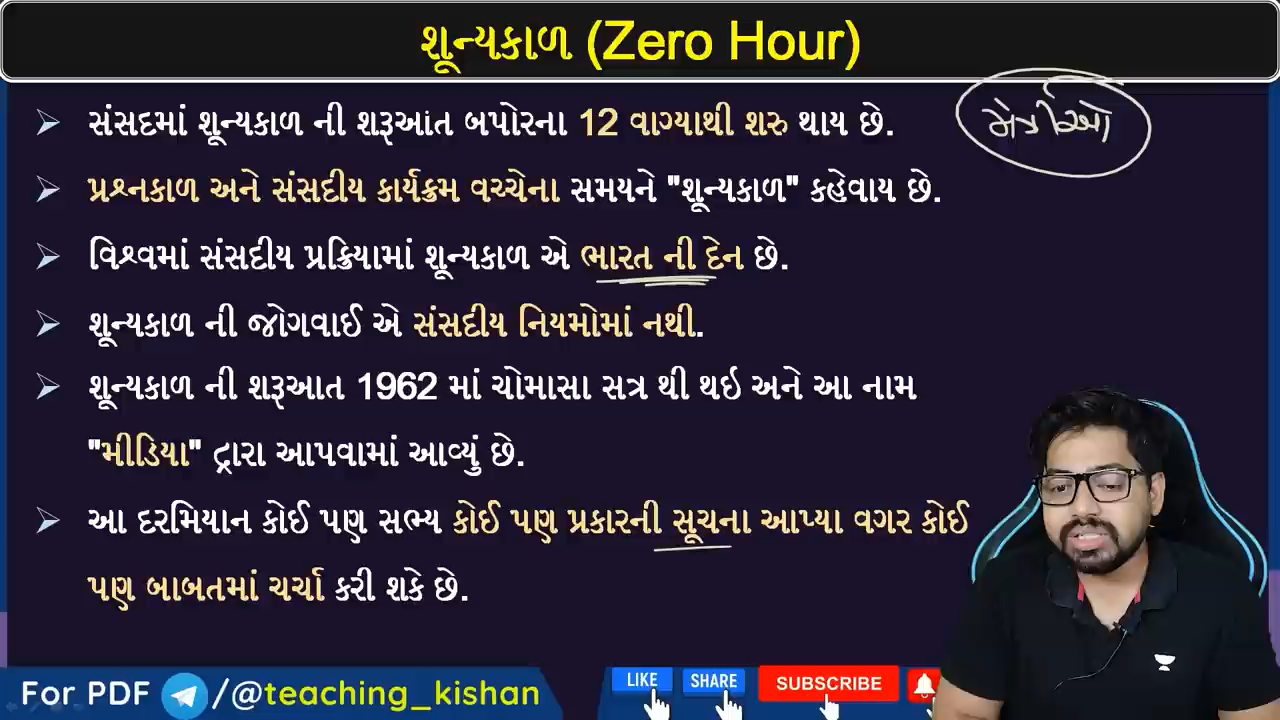 શૂન્યકાળ (Zero Hour)
સંસદમાં શૂન્યકાળ ની શરૂઆંત બપોરના 12 વાગ્યાથી શરુ થાય છે.
મંત્રીઓ
પ્રશ્નકાળ અને સંસદીય કાર્યક્રમ વચ્ચેના સમયને "શૂન્યકાળ" કહેવાય છે.
વિશ્વમાં સંસદીય પ્રક્રિયામાં શૂન્યકાળ એ ભારત ની દેન છે.
શૂન્યકાળ ની જોગવાઈ એ સંસદીય નિયમોમાં નથી.
શૂન્યકાળ ની શરૂઆત 1962 માં ચોમાસા સત્ર થી થઇ અને આ નામ
"મીડિયા" દ્વારા આપવામાં આવ્યું છે.
આ દરમિયાન કોઈ પણ સભ્ય કોઈ પણ પ્રકારની સૂચના આપ્યા વગર કોઈ
પણ બાબતમાં ચર્ચા કરી શકે છે.
For PDF /@teaching_kishan
LIKE SHARE SUBSCRIBE